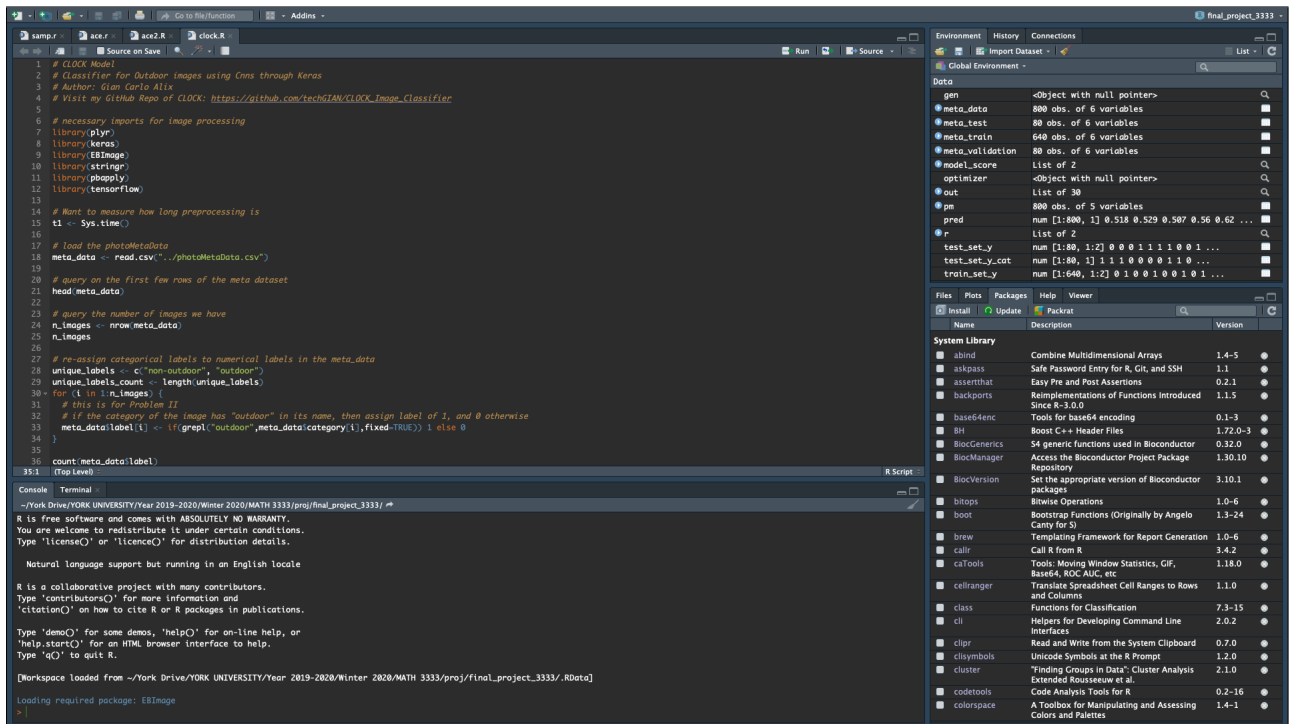 Go to file/function
Addins
final_project_3333
samp.r
ace.r
ace2.R
clock.R
Source on Save
Run
Source
1 # CLOCK Model
2 # CLassifier for Outdoor images using Cnns through Keras
3 # Author: Gian Carlo Alix
4 # Visit my GitHub Repo of CLOCK: https://github.com/techGIAN/CLOCK_Image_Classifier
5
6 # necessary imports for image processing
7 library(plyr)
8 library(keras)
9 library(EBImage)
10 library(stringr)
11 library(pbapply)
12 library(tensorflow)
13
14 # Want to measure how long preprocessing is
15 t1 <- Sys.time()
16
17 # load the photoMetaData
18 meta_data <- read.csv("../photoMetaData.csv")
19
20 # query on the first few rows of the meta dataset
21 head(meta_data)
22
23 # query the number of images we have
24 n_images <- nrow(meta_data)
25 n_images
26
27 # re-assign categorical labels to numerical labels in the meta_data
28 unique_labels <- c("non-outdoor", "outdoor")
29 unique_labels_count <- length(unique_labels)
30 for (i in 1:n_images) {
31 # this is for Problem II
32 # if the category of the image has "outdoor" in its name, then assign label of 1, and 0 otherwise
33 meta_data$label[i] <- if(grepl("outdoor",meta_data$category[i],fixed=TRUE)) 1 else 0
34 }
35
36 count(meta_data$label)
35:1 (Top Level) R Script
Console Terminal
~/York Drive/YORK UNIVERSITY/Year 2019-2020/Winter 2020/MATH 3333/proj/final_project_3333/
R is free software and comes with ABSOLUTELY NO WARRANTY.
You are welcome to redistribute it under certain conditions.
Type 'license()' or 'licence()' for distribution details.
Natural language support but running in an English locale
R is a collaborative project with many contributors.
Type 'contributors()' for more information and
'citation()' on how to cite R or R packages in publications.
Type 'demo()' for some demos, 'help()' for on-line help, or
'help.start()' for an HTML browser interface to help.
Type 'q()' to quit R.
[Workspace loaded from ~/York Drive/YORK UNIVERSITY/Year 2019-2020/Winter 2020/MATH 3333/proj/final_project_3333/.RData]
Loading required package: EBImage
>
Environment History Connections
Import Dataset
List
Global Environment
Data
gen <Object with null pointer>
meta_data 800 obs. of 6 variables
meta_test 80 obs. of 6 variables
meta_train 640 obs. of 6 variables
meta_validation 80 obs. of 6 variables
model_score List of 2
optimizer <Object with null pointer>
out List of 30
pm 800 obs. of 5 variables
pred num [1:800, 1] 0.518 0.529 0.507 0.56 0.62 ...
r List of 2
test_set_y num [1:80, 1:2] 0 0 0 1 1 1 1 0 0 1 ...
test_set_y_cat num [1:80, 1] 1 1 1 0 0 0 0 1 1 0 ...
train_set_y num [1:640, 1:2] 0 1 0 0 1 0 0 1 0 1 ...
Files Plots Packages Help Viewer
Install Update Packrat
Name Description Version
System Library
abind Combine Multidimensional Arrays 1.4-5
askpass Safe Password Entry for R, Git, and SSH 1.1
assertthat Easy Pre and Post Assertions 0.2.1
backports Reimplementations of Functions Introduced Since R-3.0.0 1.1.5
base64enc Tools for base64 encoding 0.1-3
BH Boost C++ Header Files 1.72.0-3
BiocGenerics S4 generic functions used in Bioconductor 0.32.0
BiocManager Access the Bioconductor Project Package Repository 1.30.10
BiocVersion Set the appropriate version of Bioconductor packages 3.10.1
bitops Bitwise Operations 1.0-6
boot Bootstrap Functions (Originally by Angelo Canty for S) 1.3-24
brew Templating Framework for Report Generation 1.0-6
callr Call R from R 3.4.2
caTools Tools: Moving Window Statistics, GIF, Base64, ROC AUC, etc 1.18.0
cellranger Translate Spreadsheet Cell Ranges to Rows and Columns 1.1.0
class Functions for Classification 7.3-15
cli Helpers for Developing Command Line Interfaces 2.0.2
clipr Read and Write from the System Clipboard 0.7.0
clisymbols Unicode Symbols at the R Prompt 1.2.0
cluster "Finding Groups in Data": Cluster Analysis Extended Rousseeuw et al. 2.1.0
codetools Code Analysis Tools for R 0.2-16
colorspace A Toolbox for Manipulating and Assessing Colors and Palettes 1.4-1